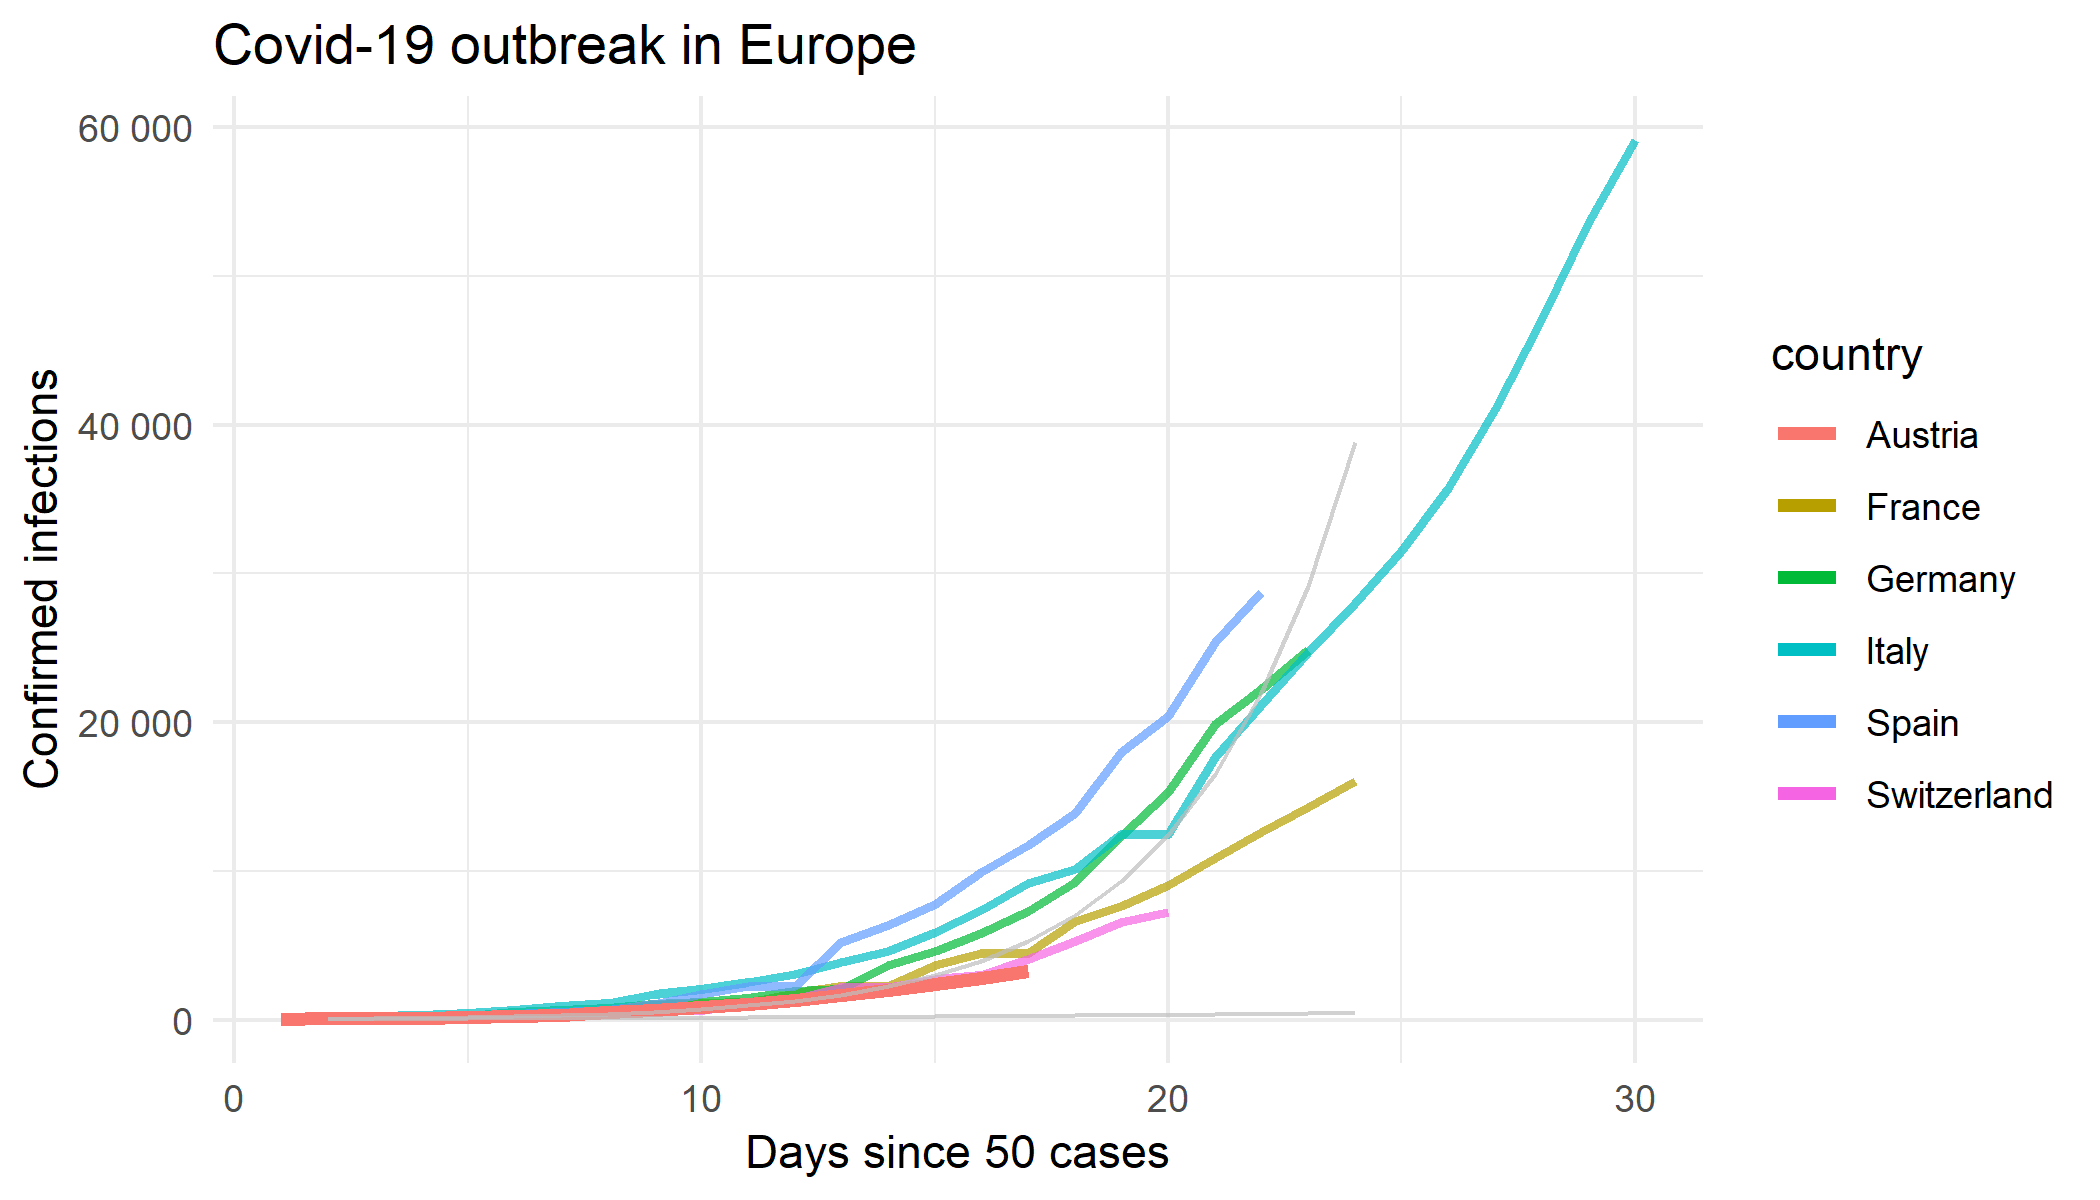 Covid-19 outbreak in Europe
60 000
40 000
20 000
0
Confirmed infections
0 10 20 30
Days since 50 cases
country
Austria
France
Germany
Italy
Spain
Switzerland